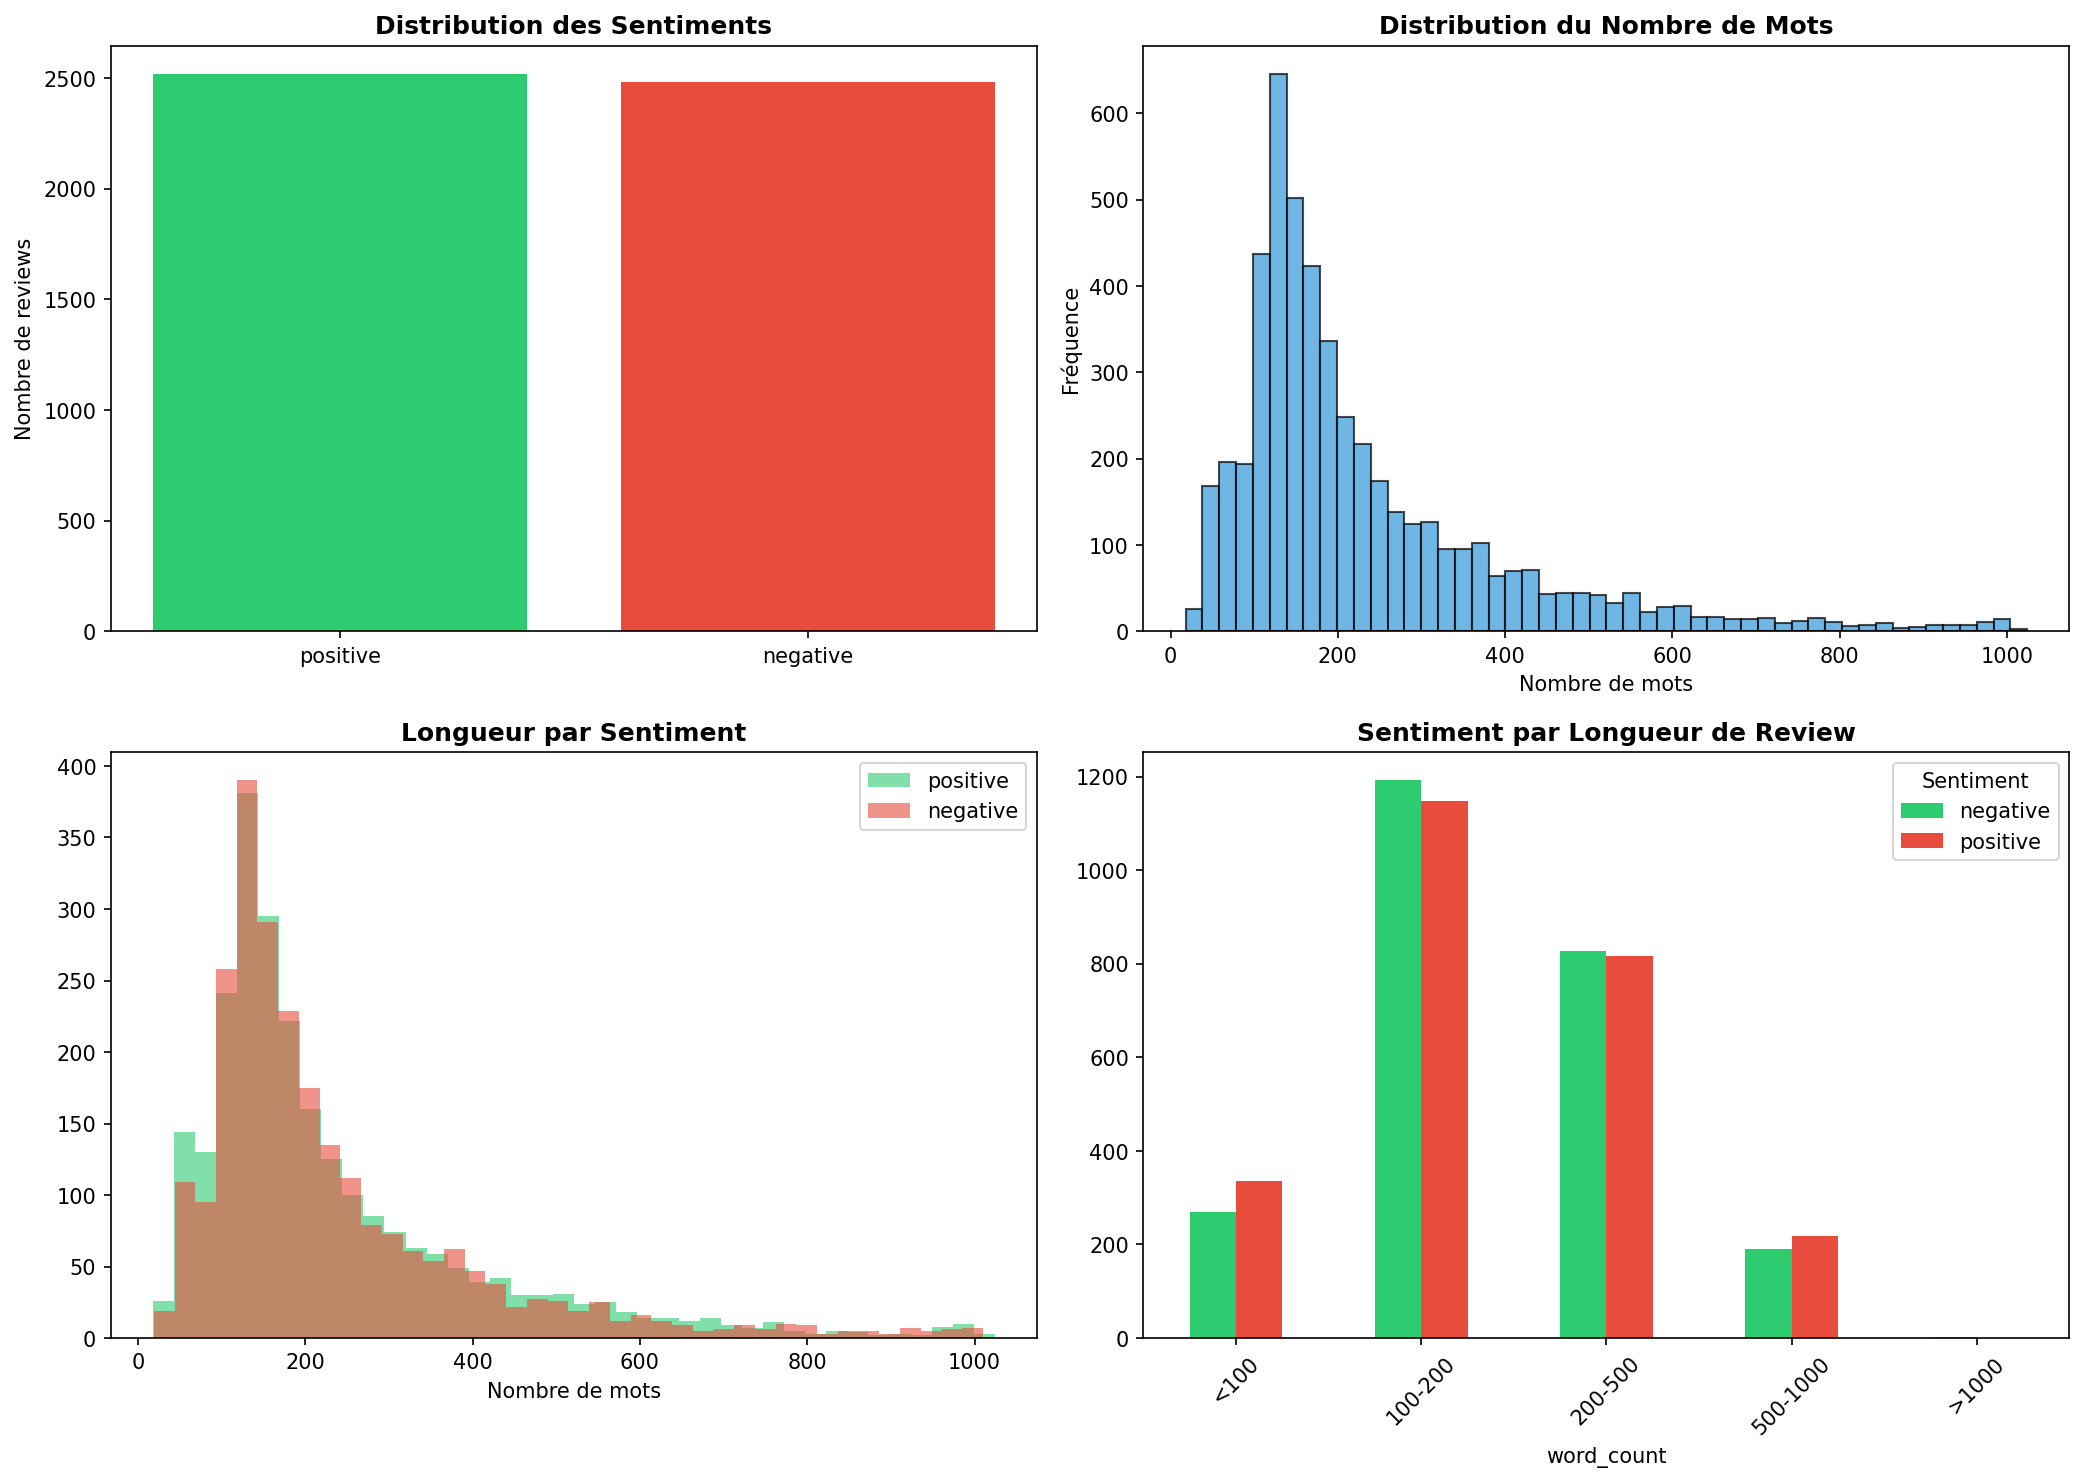 Distribution des Sentiments
Nombre de reviews
2500
2000
1500
1000
500
0
positive
negative
Distribution du Nombre de Mots
Fréquence
600
500
400
300
200
100
0
0
200
400
600
800
1000
Nombre de mots
Longueur par Sentiment
400
350
300
250
200
150
100
50
0
positive
negative
0
200
400
600
800
1000
Nombre de mots
Sentiment par Longueur de Review
1200
1000
800
600
400
200
0
Sentiment
negative
positive
<100
100-200
200-500
500-1000
>1000
word_count